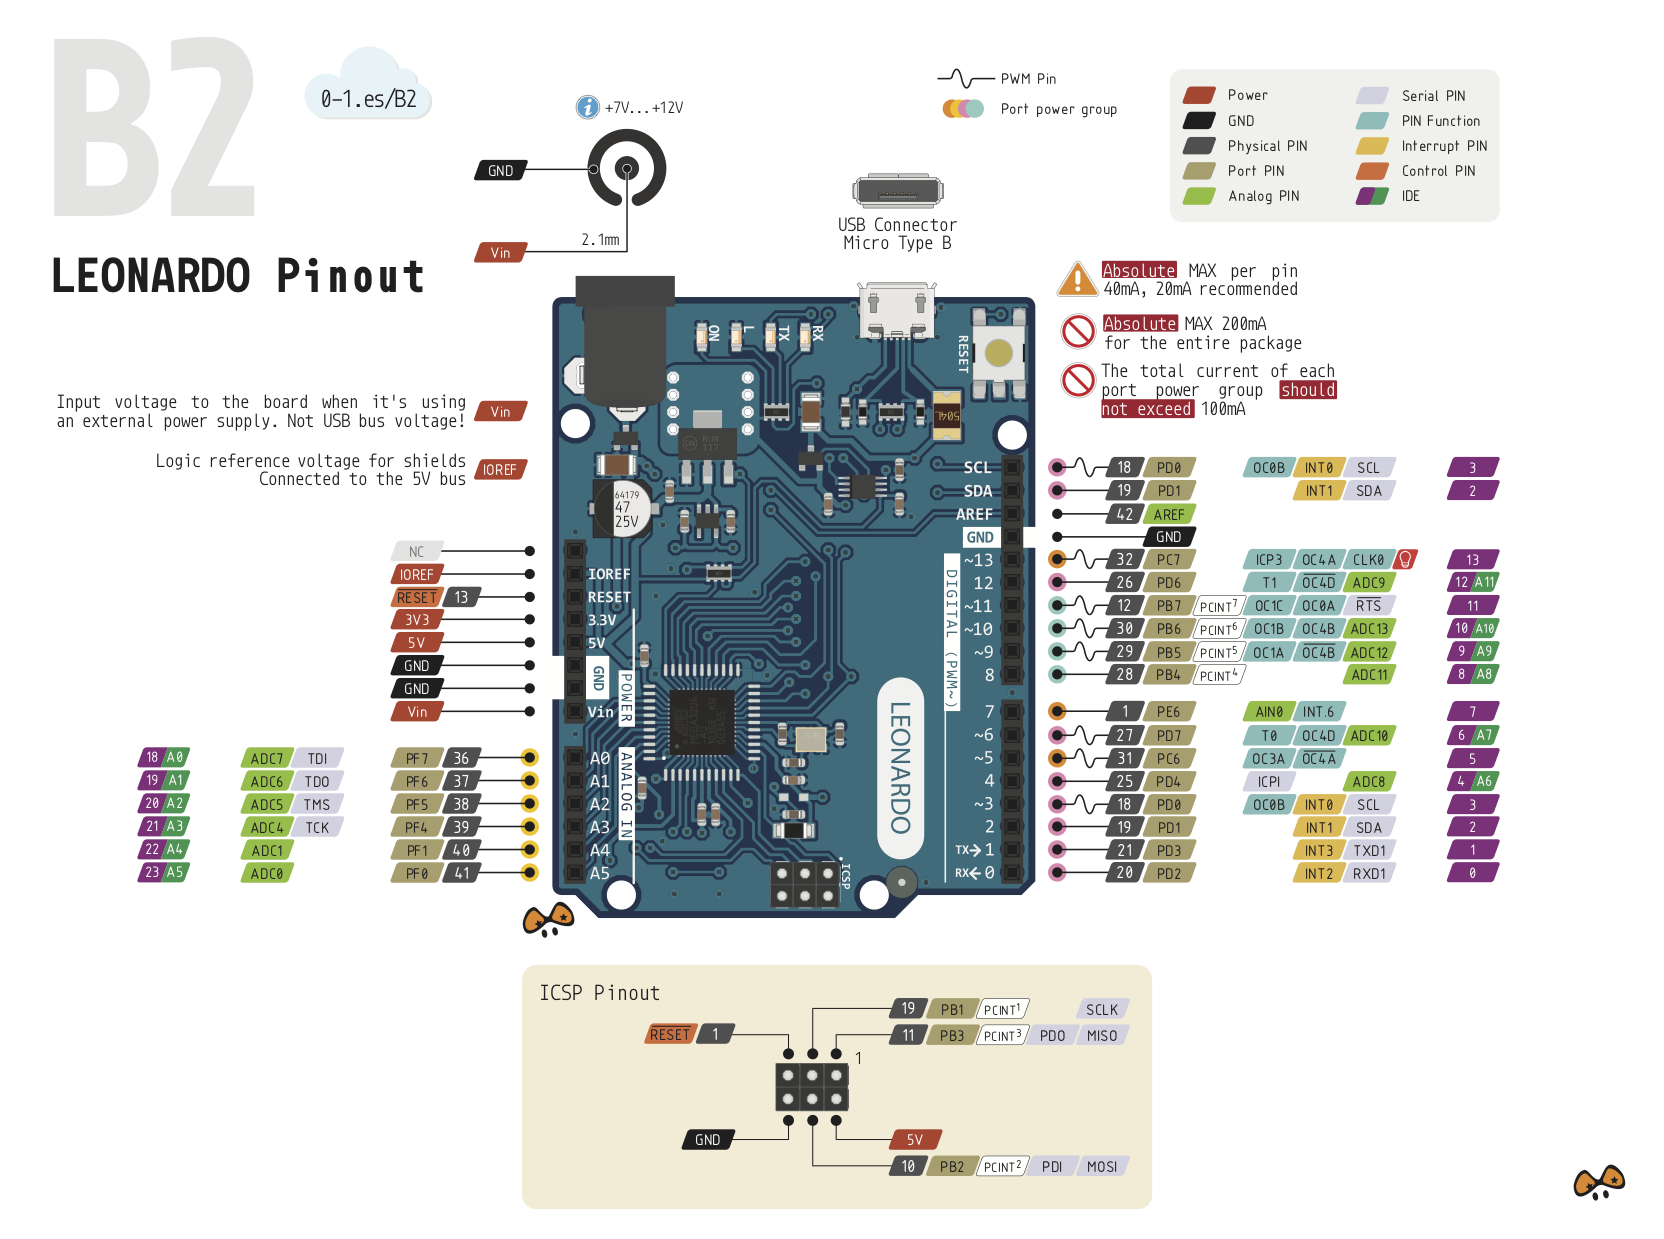 B2
0-1.es/B2
LEONARDO Pinout
+7V...+12V
GND
2.1mm
Vin
USB Connector
Micro Type B
PWM Pin
Port power group
Power
GND
Physical PIN
Port PIN
Analog PIN
Serial PIN
PIN Function
Interrupt PIN
Control PIN
IDE
Absolute MAX per pin
40mA, 20mA recommended
Absolute MAX 200mA
for the entire package
The total current of each
port power group should
not exceed 100mA
Input voltage to the board when it's using
an external power supply. Not USB bus voltage!
Vin
Logic reference voltage for shields
Connected to the 5V bus
IOREF
NC
IOREF
RESET 13
3V3
5V
GND
GND
Vin
18 A0 ADC7 TDI PF7 36
19 A1 ADC6 TDO PF6 37
20 A2 ADC5 TMS PF5 38
21 A3 ADC4 TCK PF4 39
22 A4 ADC1 PF1 40
23 A5 ADC0 PF0 41
ON
L
TX
RX
RESET
64179
47
25V
IOREF
RESET
3.3V
5V
GND
Vin
POWER
A0
A1
A2
A3
A4
A5
ANALOG IN
LEONARDO
ICSP
SCL
SDA
AREF
GND
~13
12
~11
~10
~9
8
DIGITAL (PWM~)
7
~6
~5
4
~3
2
TX→ 1
RX← 0
18 PD0 OC0B INT0 SCL 3
19 PD1 INT1 SDA 2
42 AREF
GND
32 PC7 ICP3 OC4A CLK0 13
26 PD6 T1 OC4D ADC9 12 A11
12 PB7 PCINT7 OC1C OC0A RTS 11
30 PB6 PCINT6 OC1B OC4B ADC13 10 A10
29 PB5 PCINT5 OC1A OC4B ADC12 9 A9
28 PB4 PCINT4 ADC11 8 A8
1 PE6 AIN0 INT.6 7
27 PD7 T0 OC4D ADC10 6 A7
31 PC6 OC3A OC4A 5
25 PD4 ICPI ADC8 4 A6
18 PD0 OC0B INT0 SCL 3
19 PD1 INT1 SDA 2
21 PD3 INT3 TXD1 1
20 PD2 INT2 RXD1 0
ICSP Pinout
19 PB1 PCINT1 SCLK
RESET 1
11 PB3 PCINT3 PDO MISO
1
GND
5V
10 PB2 PCINT2 PDI MOSI